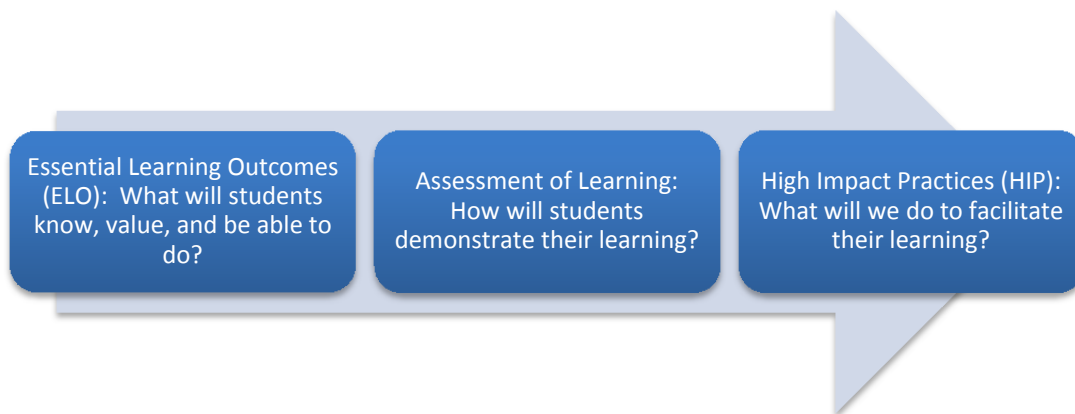 Essential Learning Outcomes
(ELO):  What will students
know, value, and be able to
do?
Assessment of Learning:
How will students
demonstrate their learning?
High Impact Practices (HIP):
What will we do to facilitate
their learning?